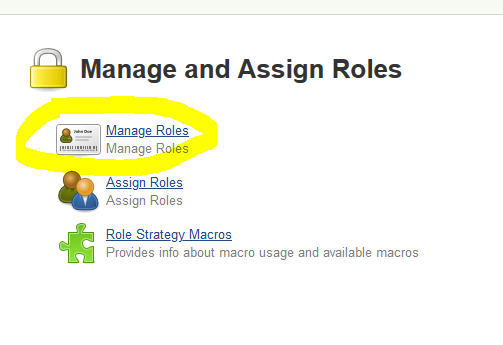 Manage and Assign Roles
John Doe
Manage Roles
Manage Roles
Assign Roles
Assign Roles
Role Strategy Macros
Provides info about macro usage and available macros